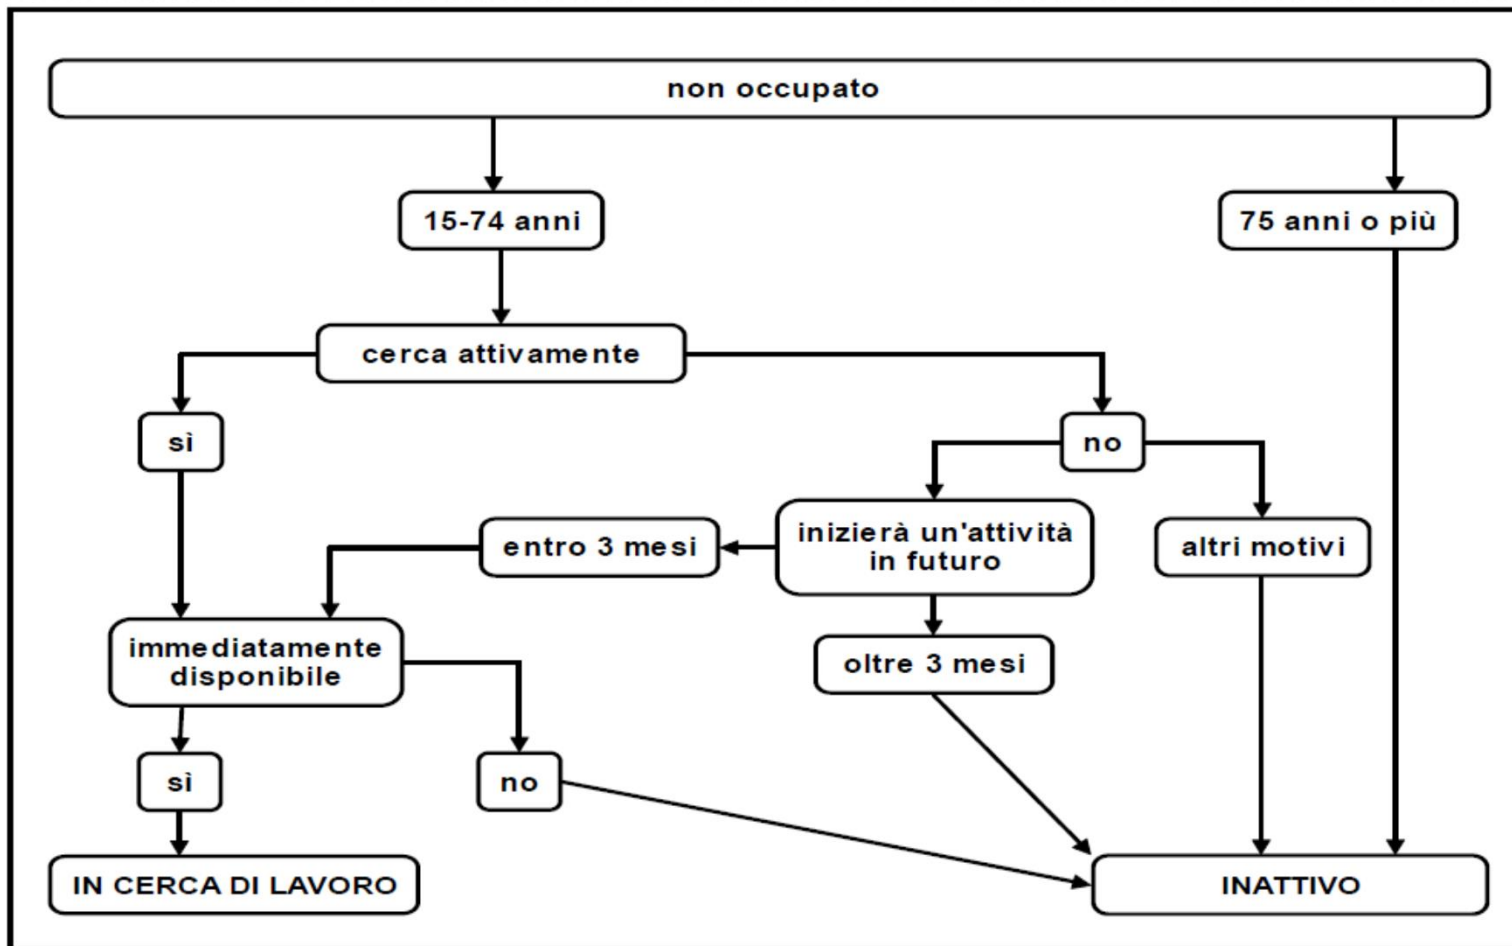 non occupato
15-74 anni
75 anni o più
cerca attivamente
sì
no
entro 3 mesi
inizierà un'attività
in futuro
altri motivi
immediatamente
disponibile
oltre 3 mesi
sì
no
IN CERCA DI LAVORO
INATTIVO